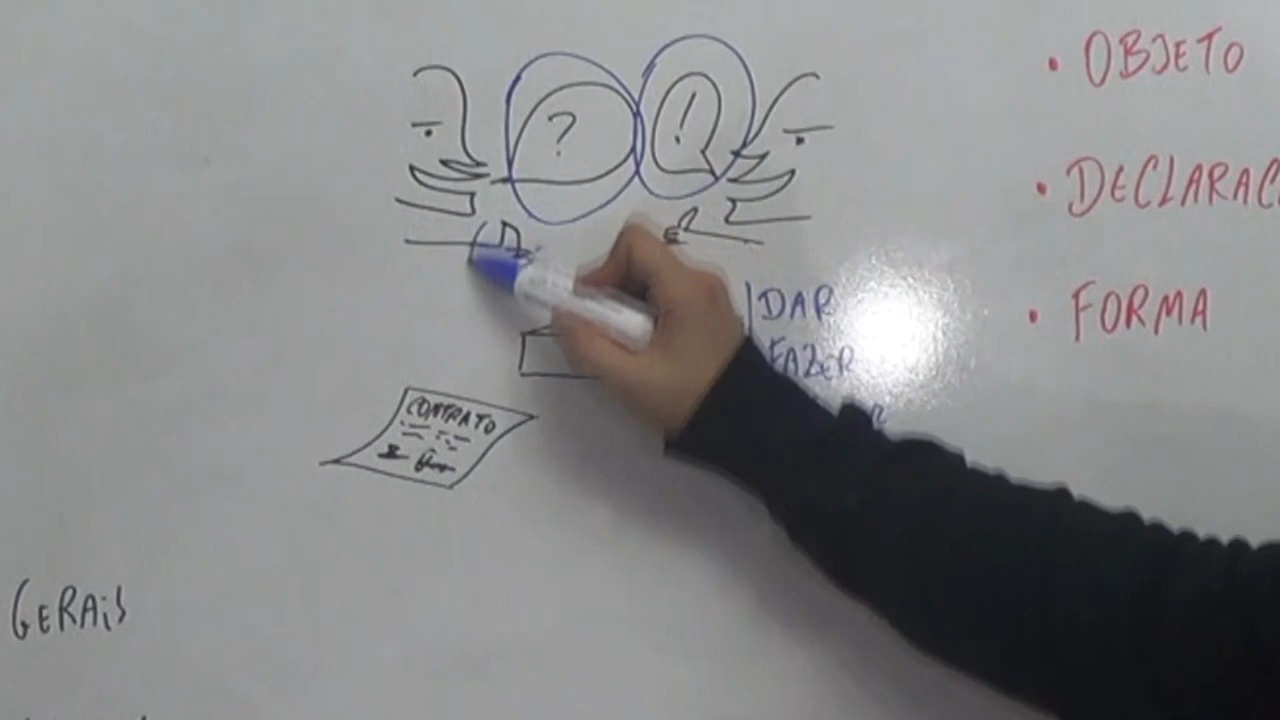 ?
!
• OBJETO
• DECLARAC
• FORMA
DAR
FAZER
CONTRATO
GERAIS